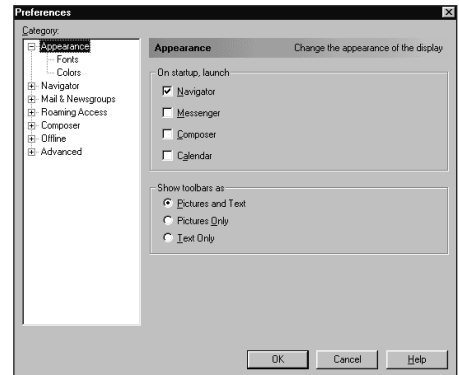 Preferences
Category:
Appearance
Fonts
Colors
Navigator
Mail & Newsgroups
Roaming Access
Composer
Offline
Advanced
Appearance Change the appearance of the display
On startup, launch
Navigator
Messenger
Composer
Calendar
Show toolbars as
Pictures and Text
Pictures Only
Text Only
OK Cancel Help